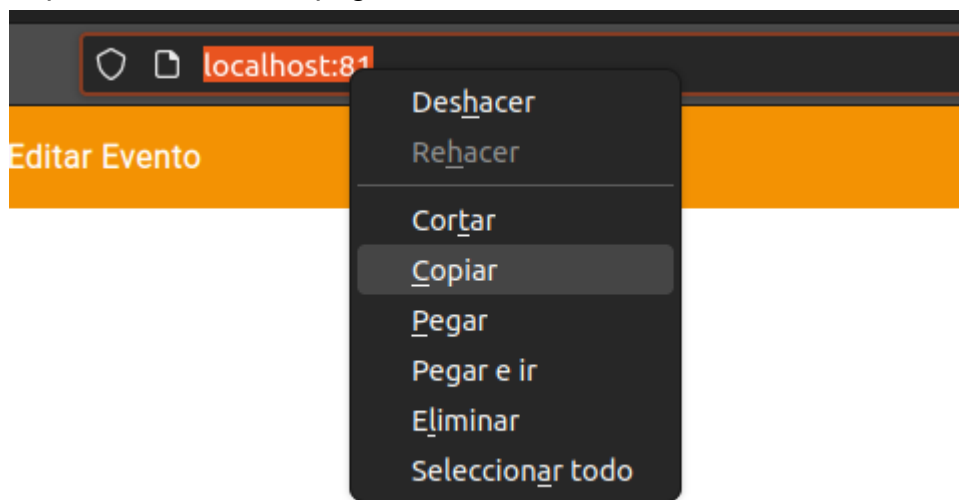 localhost:81
Editar Evento
Deshacer
Rehacer
Cortar
Copiar
Pegar
Pegar e ir
Eliminar
Seleccionar todo